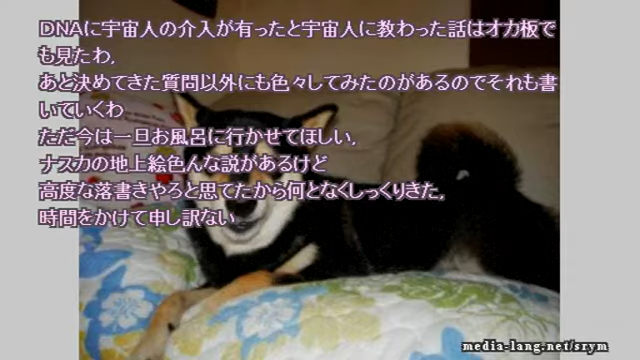 DNAに宇宙人の介入が有ったと宇宙人に教わった話はオカ板で
も見たわ,
あと決めてきた質問以外にも色々してみたのがあるのでそれも書
いていくわ
ただ今は一旦お風呂に行かせてほしい,
ナスカの地上絵色んな説があるけど
高度な落書きやろと思てたから何となくしっくりきた,
時間をかけて申し訳ない
media-lang.net/srym